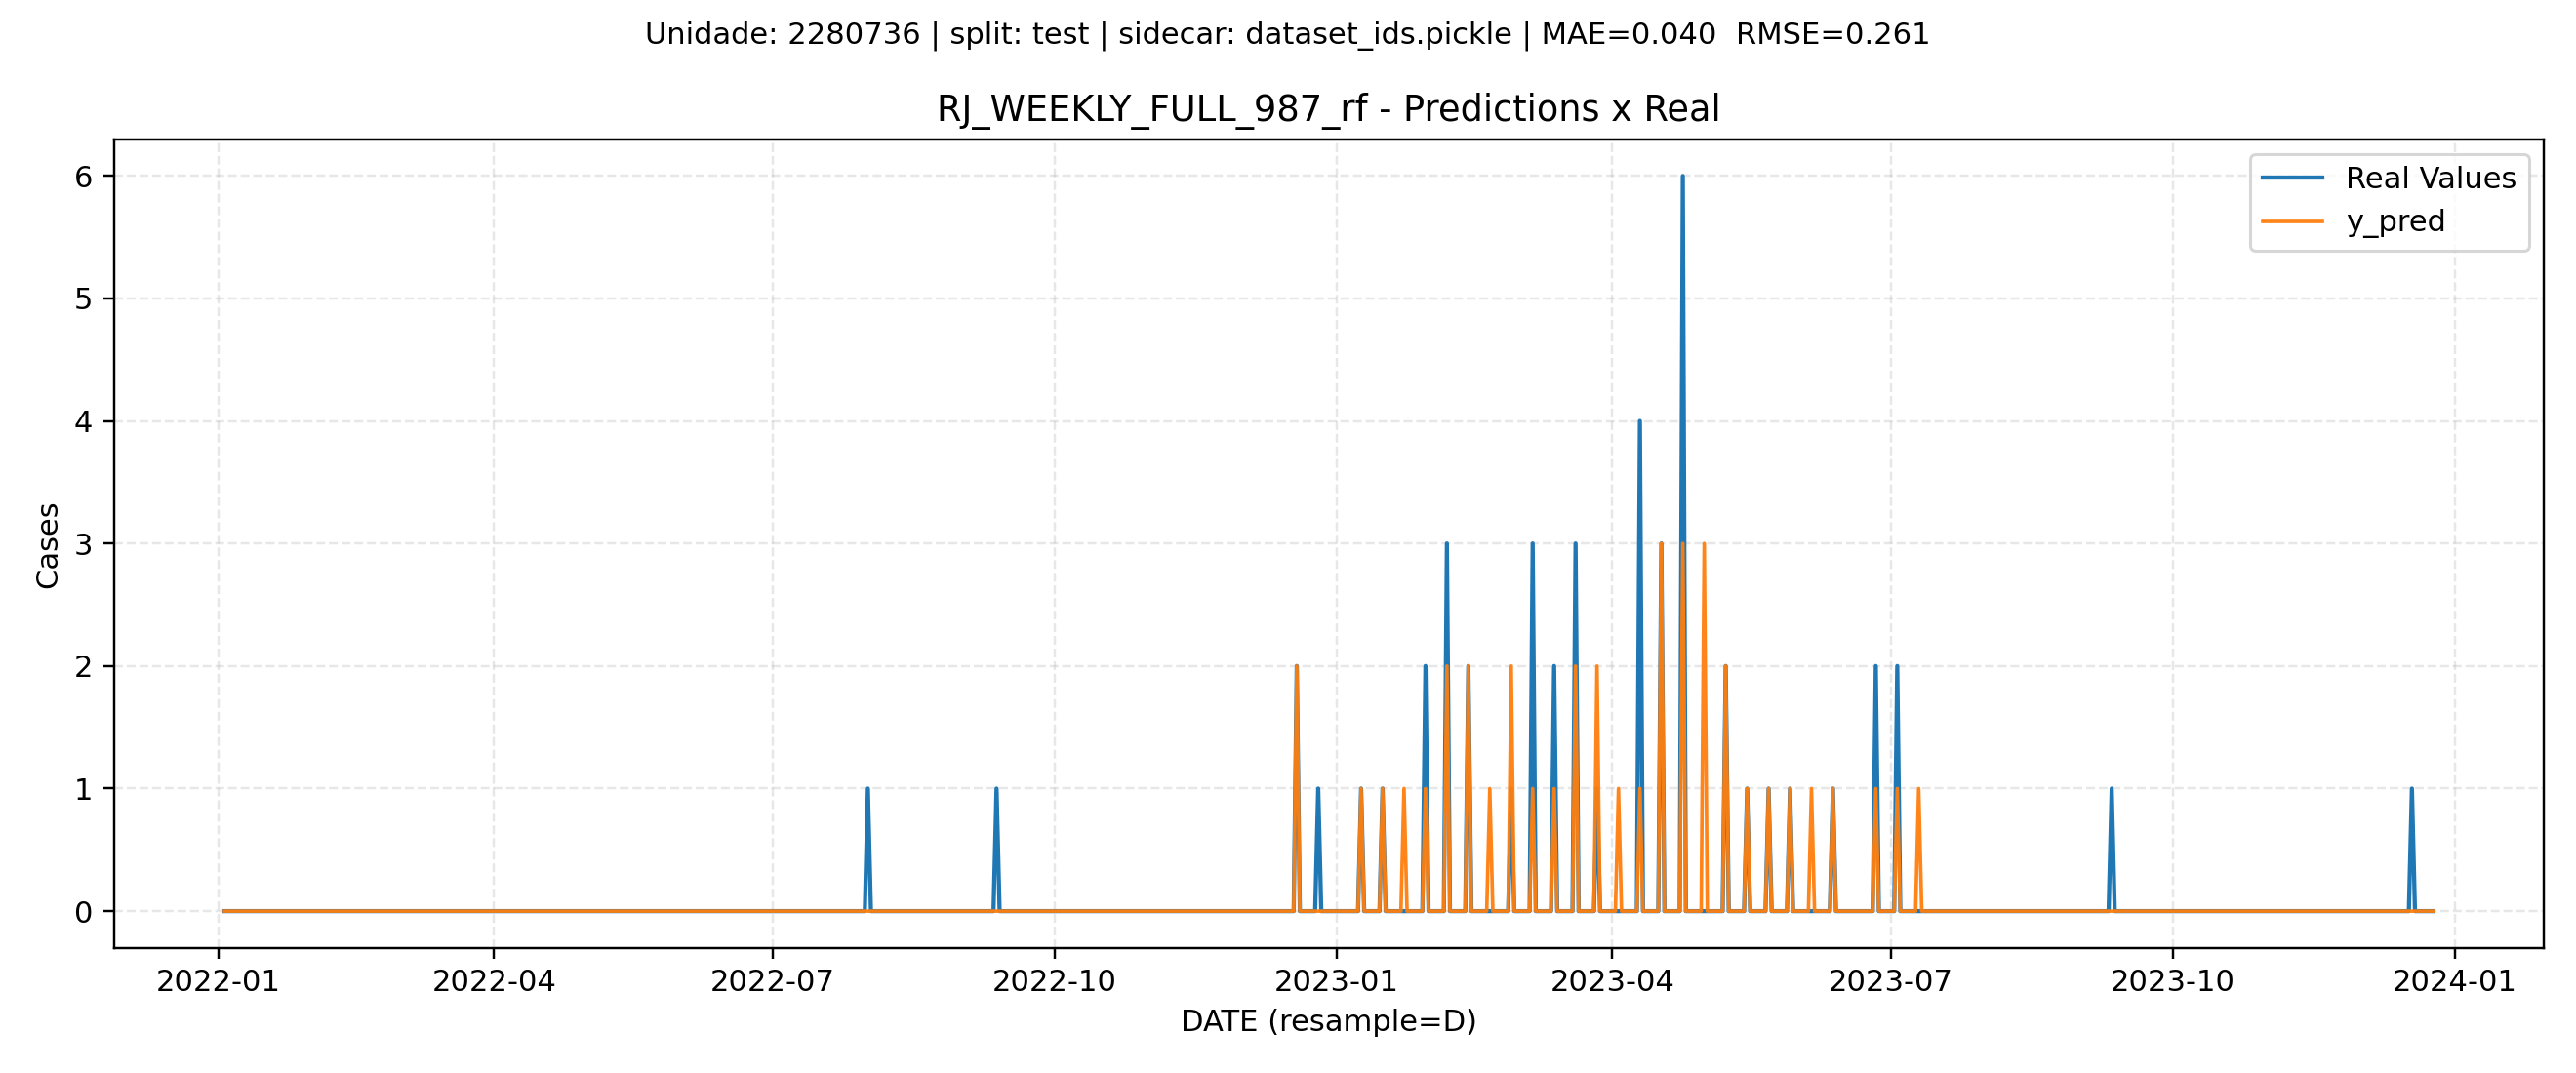 Unidade: 2280736 | split: test | sidecar: dataset_ids.pickle | MAE=0.040  RMSE=0.261
RJ_WEEKLY_FULL_987_rf - Predictions x Real
Real Values
y_pred
Cases
6
5
4
3
2
1
0
2022-01
2022-04
2022-07
2022-10
2023-01
2023-04
2023-07
2023-10
2024-01
DATE (resample=D)